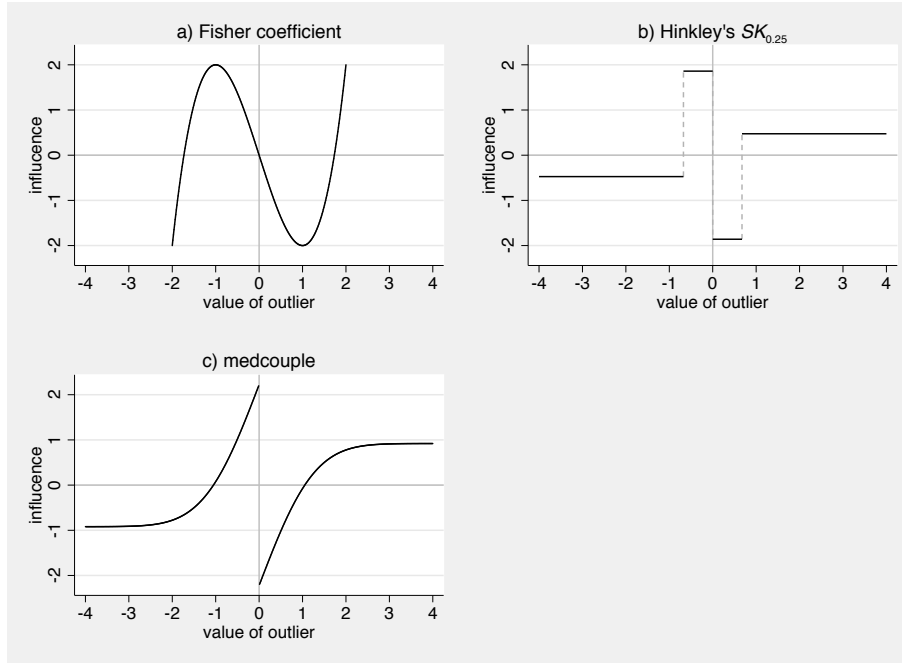 a) Fisher coefficient
2
1
0
-1
-2
influcence
-4 -3 -2 -1 0 1 2 3 4
value of outlier
b) Hinkley's SK0.25
2
1
0
-1
-2
influcence
-4 -3 -2 -1 0 1 2 3 4
value of outlier
c) medcouple
2
1
0
-1
-2
influcence
-4 -3 -2 -1 0 1 2 3 4
value of outlier